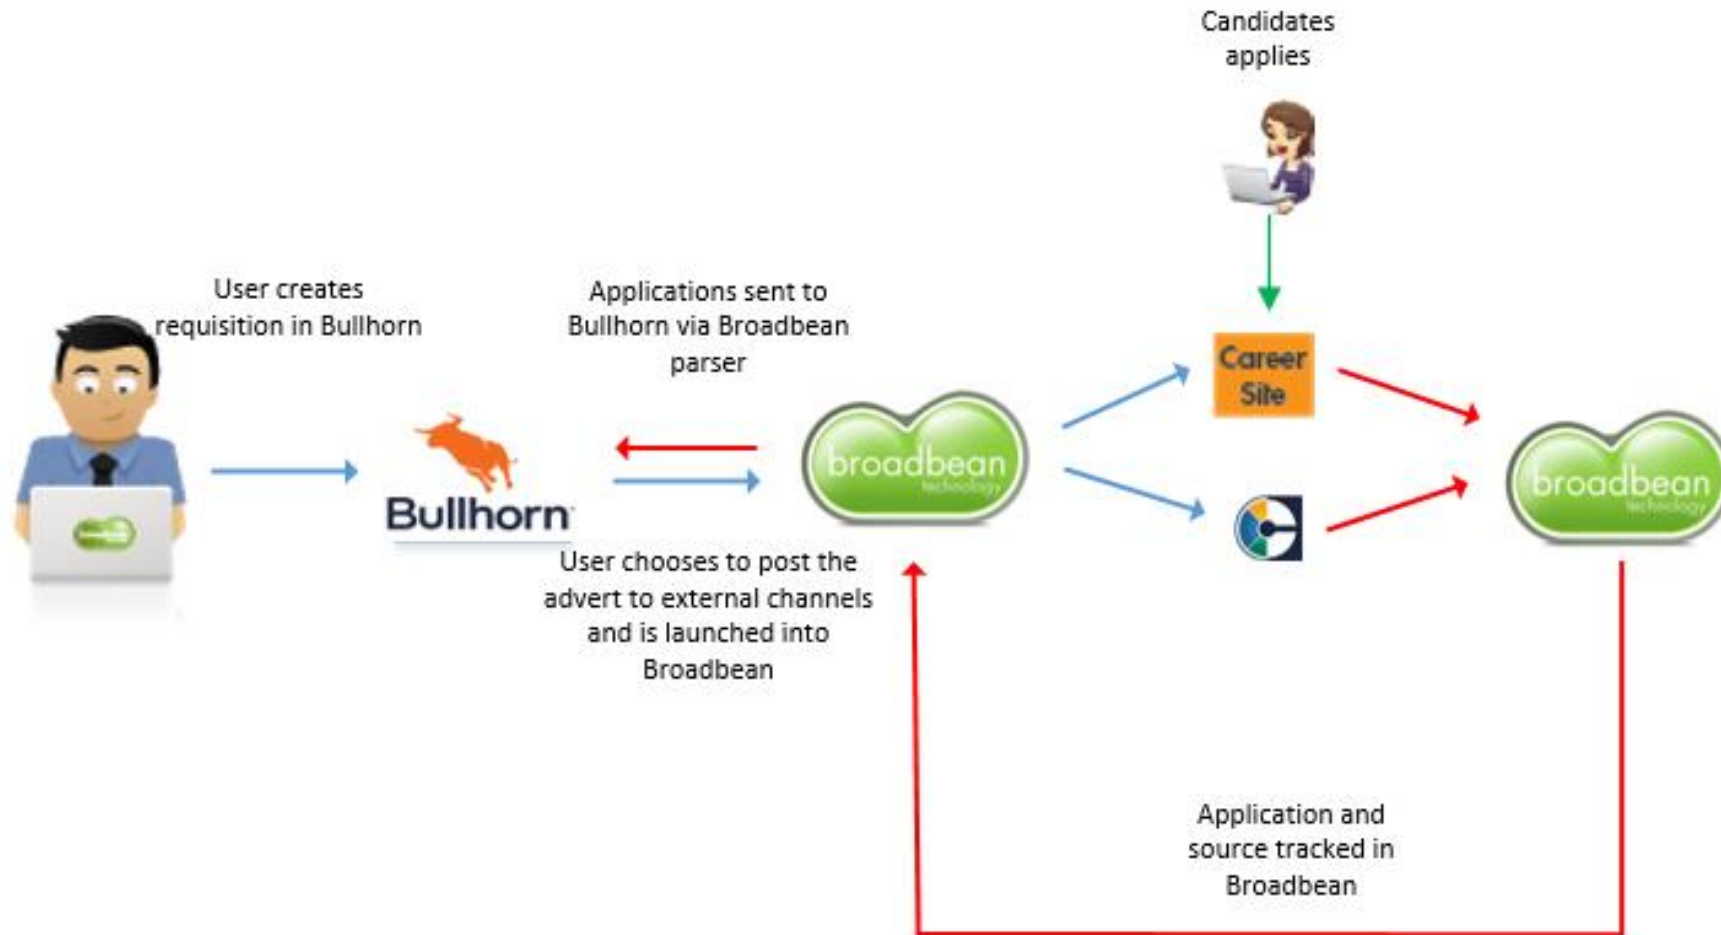 Candidates
applies
User creates
requisition in Bullhorn
Applications sent to
Bullhorn via Broadbean
parser
Career
Site
broadbean
technology
broadbean
technology
Bullhorn
User chooses to post the
advert to external channels
and is launched into
Broadbean
Application and
source tracked in
Broadbean